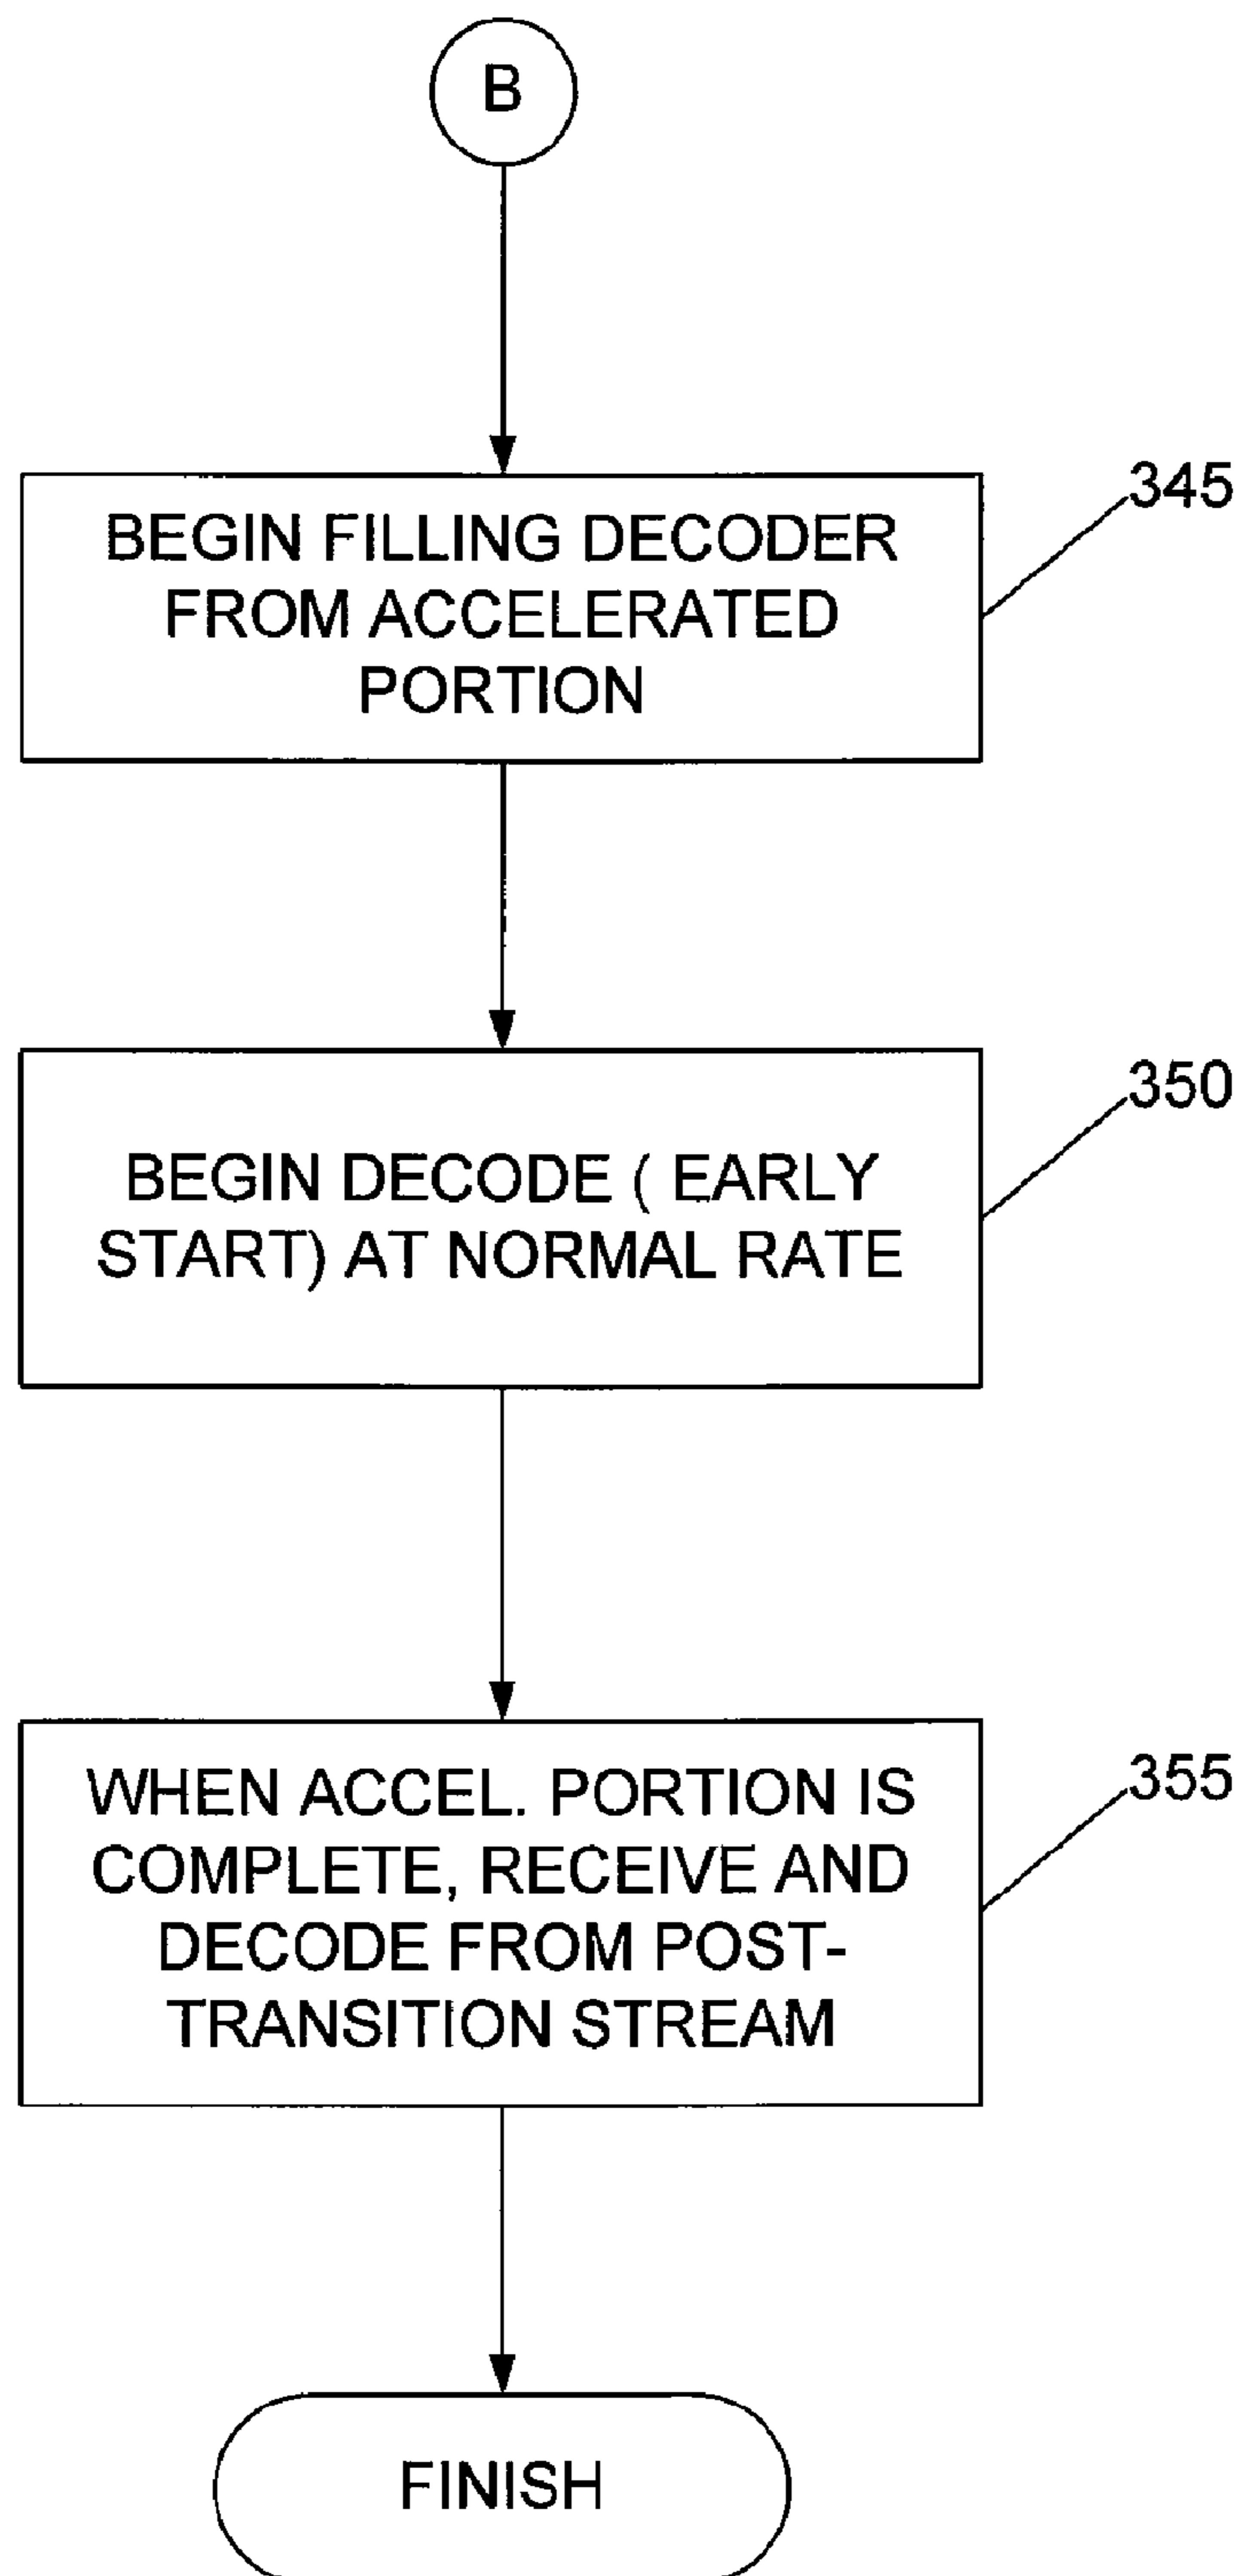 B
345
BEGIN FILLING DECODER
FROM ACCELERATED
PORTION
350
BEGIN DECODE ( EARLY
START) AT NORMAL RATE
355
WHEN ACCEL. PORTION IS
COMPLETE, RECEIVE AND
DECODE FROM POST-
TRANSITION STREAM
FINISH